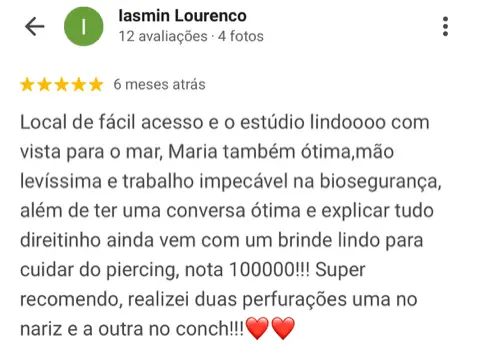 Iasmin Lourenco
12 avaliações · 4 fotos
6 meses atrás
Local de fácil acesso e o estúdio lindoooo com
vista para o mar, Maria também ótima,mão
levíssima e trabalho impecável na biosegurança,
além de ter uma conversa ótima e explicar tudo
direitinho ainda vem com um brinde lindo para
cuidar do piercing, nota 100000!!! Super
recomendo, realizei duas perfurações uma no
nariz e a outra no conch!!!❤️❤️